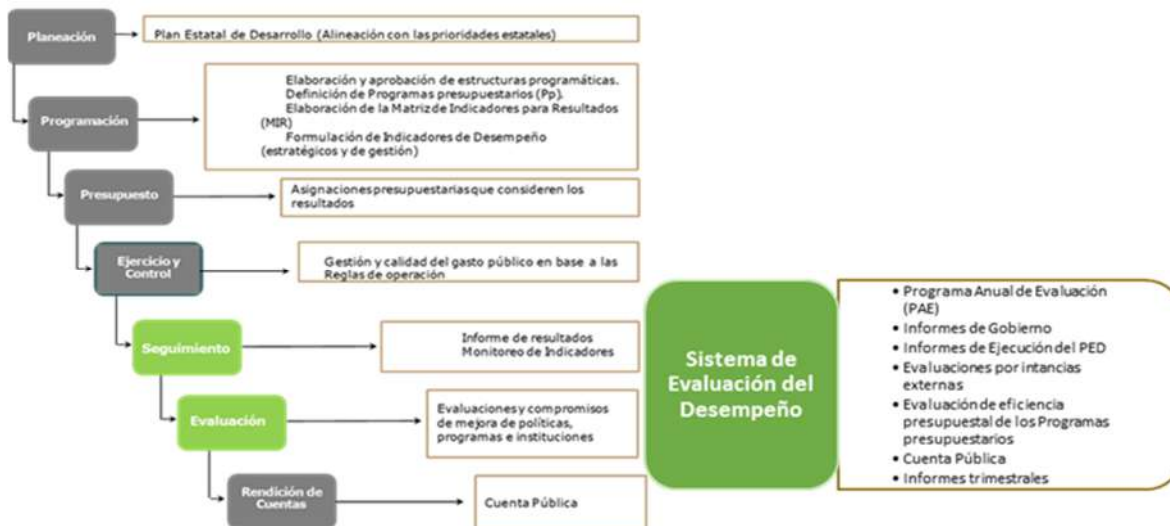 Planeación
Plan Estatal de Desarrollo (Alineación con las prioridades estatales)
Programación
Elaboración y aprobación de estructuras programáticas.
Definición de Programas presupuestarios (Pp).
Elaboración de la Matriz de Indicadores para Resultados
(MIR)
Formulación de Indicadores de Desempeño
(estratégicos y de gestión)
Presupuesto
Asignaciones presupuestarias que consideren los
resultados
Ejercicio y
Control
Gestión y calidad del gasto público en base a las
Reglas de operación
Seguimiento
Informe de resultados
Monitoreo de Indicadores
Evaluación
Evaluaciones y compromisos
de mejora de políticas,
programas e instituciones
Rendición de
Cuentas
Cuenta Pública
Sistema de
Evaluación del
Desempeño
• Programa Anual de Evaluación
(PAE)
• Informes de Gobierno
• Informes de Ejecución del PED
• Evaluaciones por intancias
externas
• Evaluación de eficiencia
presupuestal de los Programas
presupuestarios
• Cuenta Pública
• Informes trimestrales